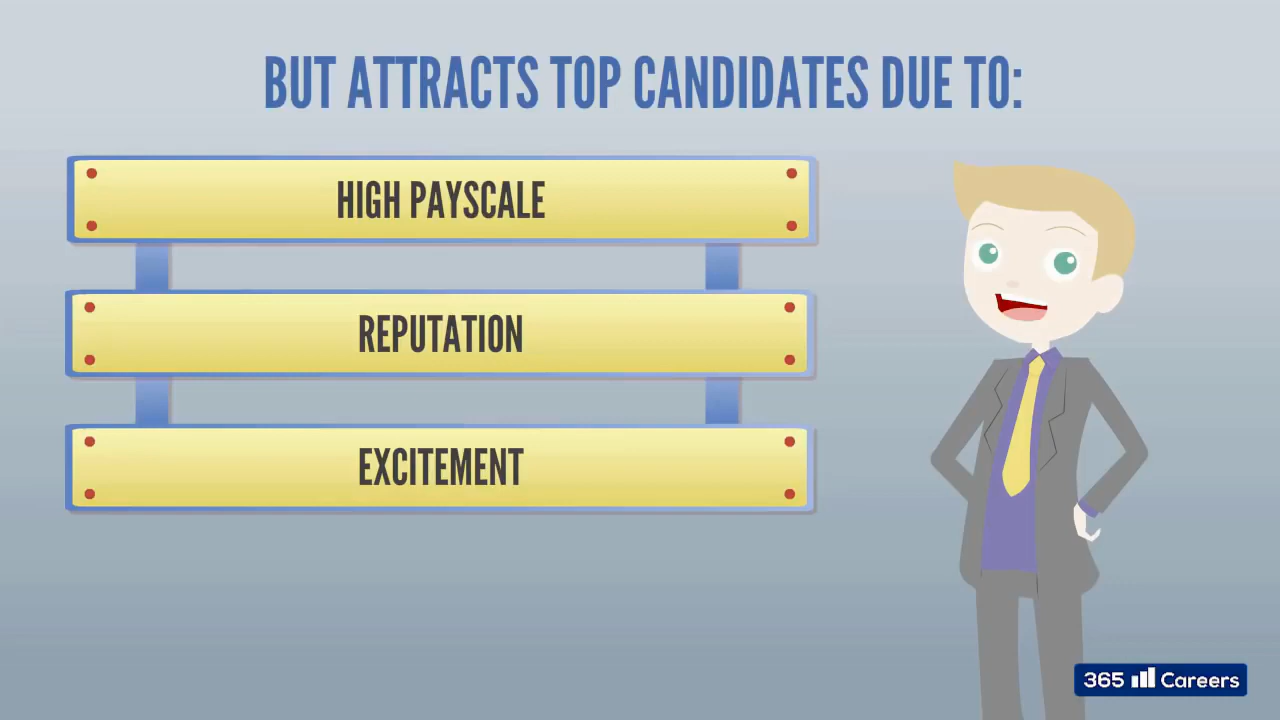 BUT ATTRACTS TOP CANDIDATES DUE TO:
HIGH PAYSCALE
REPUTATION
EXCITEMENT
365 Careers